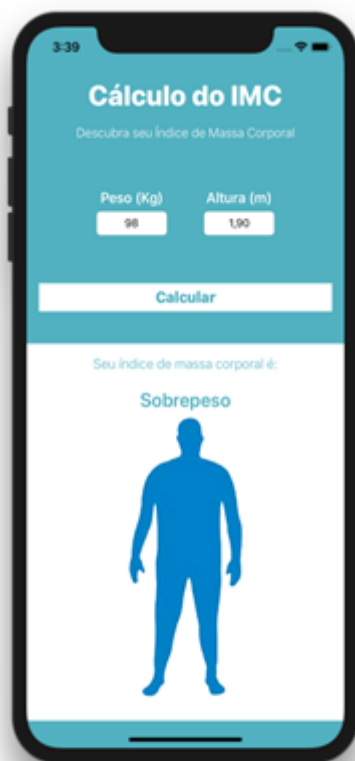 3:39
Cálculo do IMC
Descubra seu Índice de Massa Corporal
Peso (Kg) Altura (m)
98 1,90
Calcular
Seu índice de massa corporal é:
Sobrepeso